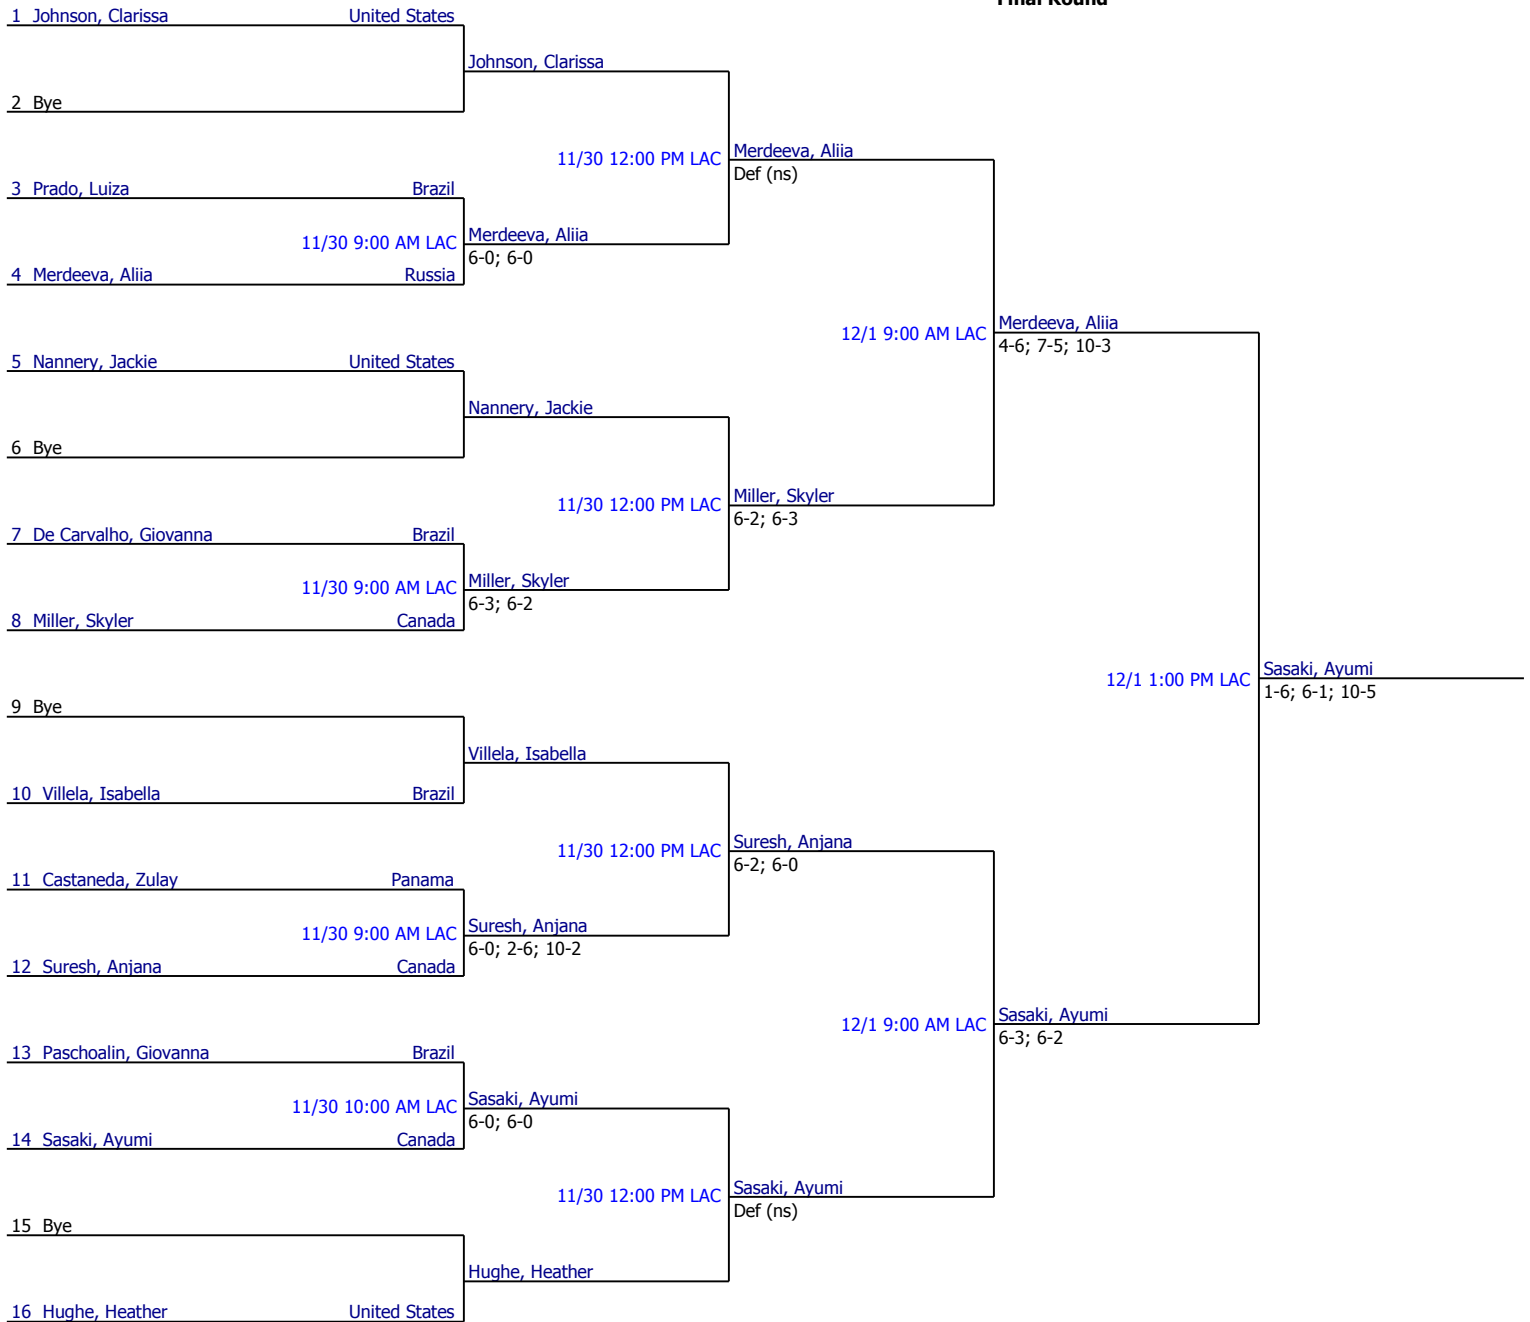 Final Round
1 Johnson, Clarissa United States
Johnson, Clarissa
2 Bye
11/30 12:00 PM LAC Merdeeva, Aliia
Def (ns)
3 Prado, Luiza Brazil
11/30 9:00 AM LAC Merdeeva, Aliia
6-0; 6-0
4 Merdeeva, Aliia Russia
12/1 9:00 AM LAC Merdeeva, Aliia
4-6; 7-5; 10-3
5 Nannery, Jackie United States
Nannery, Jackie
6 Bye
11/30 12:00 PM LAC Miller, Skyler
6-2; 6-3
7 De Carvalho, Giovanna Brazil
11/30 9:00 AM LAC Miller, Skyler
6-3; 6-2
8 Miller, Skyler Canada
12/1 1:00 PM LAC Sasaki, Ayumi
1-6; 6-1; 10-5
9 Bye
Villela, Isabella
10 Villela, Isabella Brazil
11/30 12:00 PM LAC Suresh, Anjana
6-2; 6-0
11 Castaneda, Zulay Panama
11/30 9:00 AM LAC Suresh, Anjana
6-0; 2-6; 10-2
12 Suresh, Anjana Canada
12/1 9:00 AM LAC Sasaki, Ayumi
6-3; 6-2
13 Paschoalin, Giovanna Brazil
11/30 10:00 AM LAC Sasaki, Ayumi
6-0; 6-0
14 Sasaki, Ayumi Canada
11/30 12:00 PM LAC Sasaki, Ayumi
Def (ns)
15 Bye
Hughe, Heather
16 Hughe, Heather United States